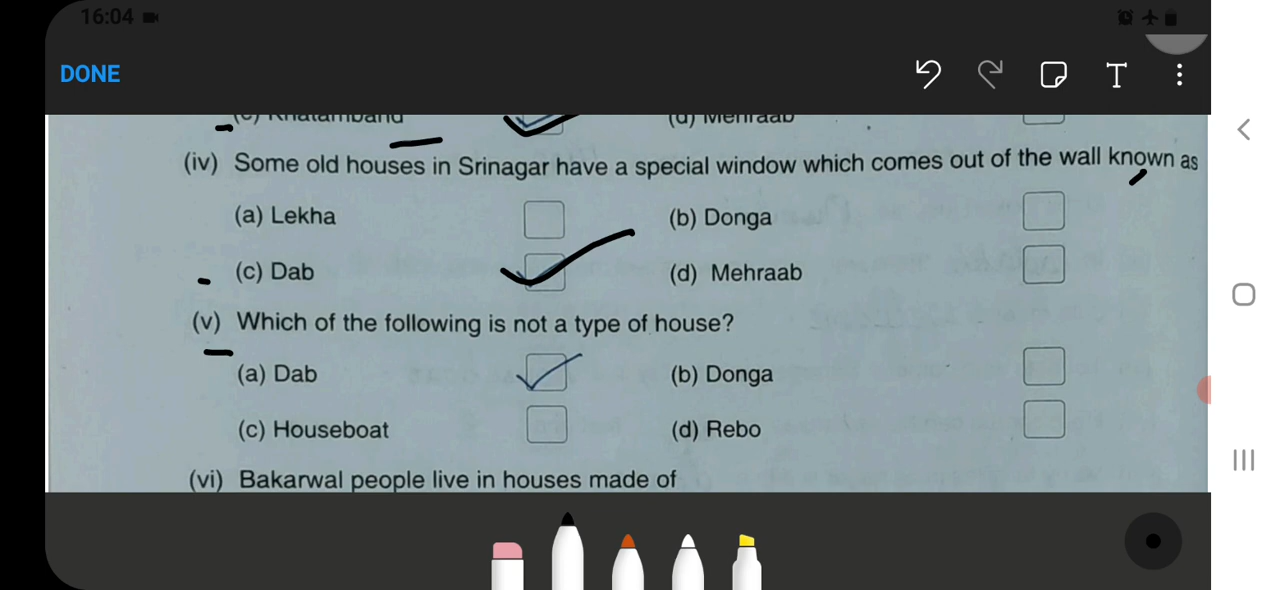 16:04
DONE
T
(c) Khatamband (d) Mehraab
(iv) Some old houses in Srinagar have a special window which comes out of the wall known as
(a) Lekha (b) Donga
(c) Dab (d) Mehraab
(v) Which of the following is not a type of house?
(a) Dab (b) Donga
(c) Houseboat (d) Rebo
(vi) Bakarwal people live in houses made of